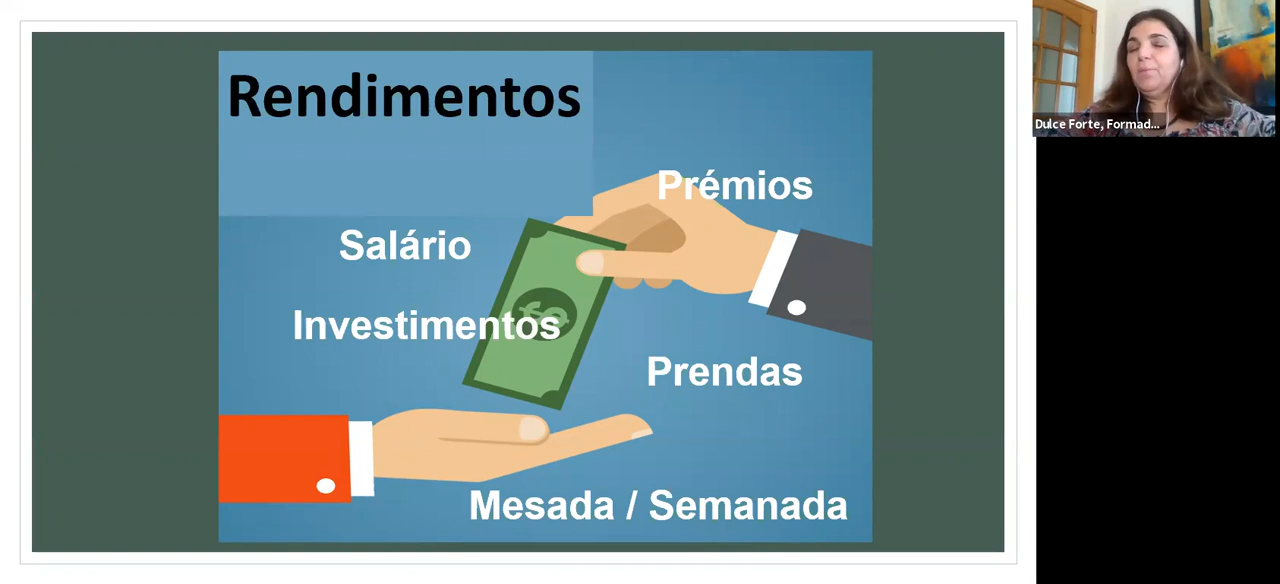 Rendimentos
Prémios
Salário
Investimentos
Prendas
Mesada / Semanada
Dulce Forte, Formad...
$